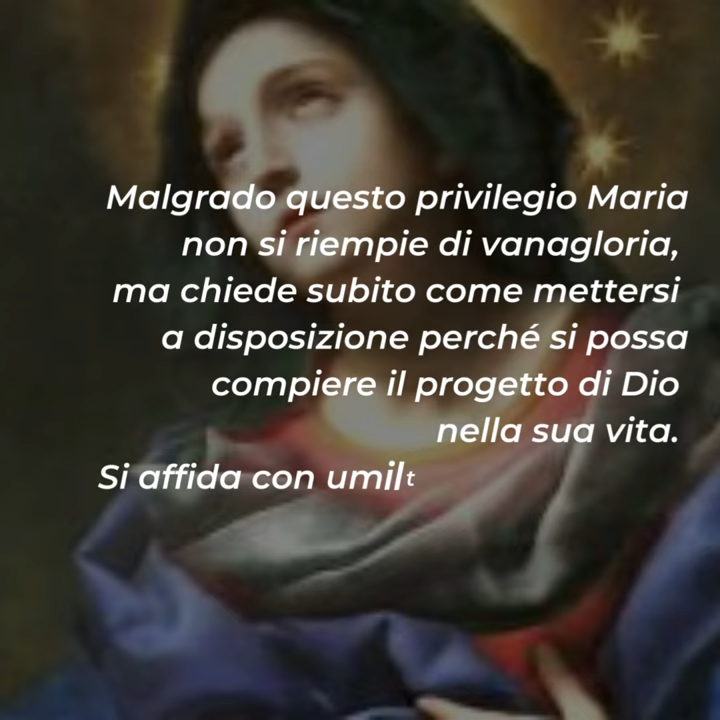 Malgrado questo privilegio Maria
non si riempie di vanagloria,
ma chiede subito come mettersi
a disposizione perché si possa
compiere il progetto di Dio
nella sua vita.
Si affida con umilt